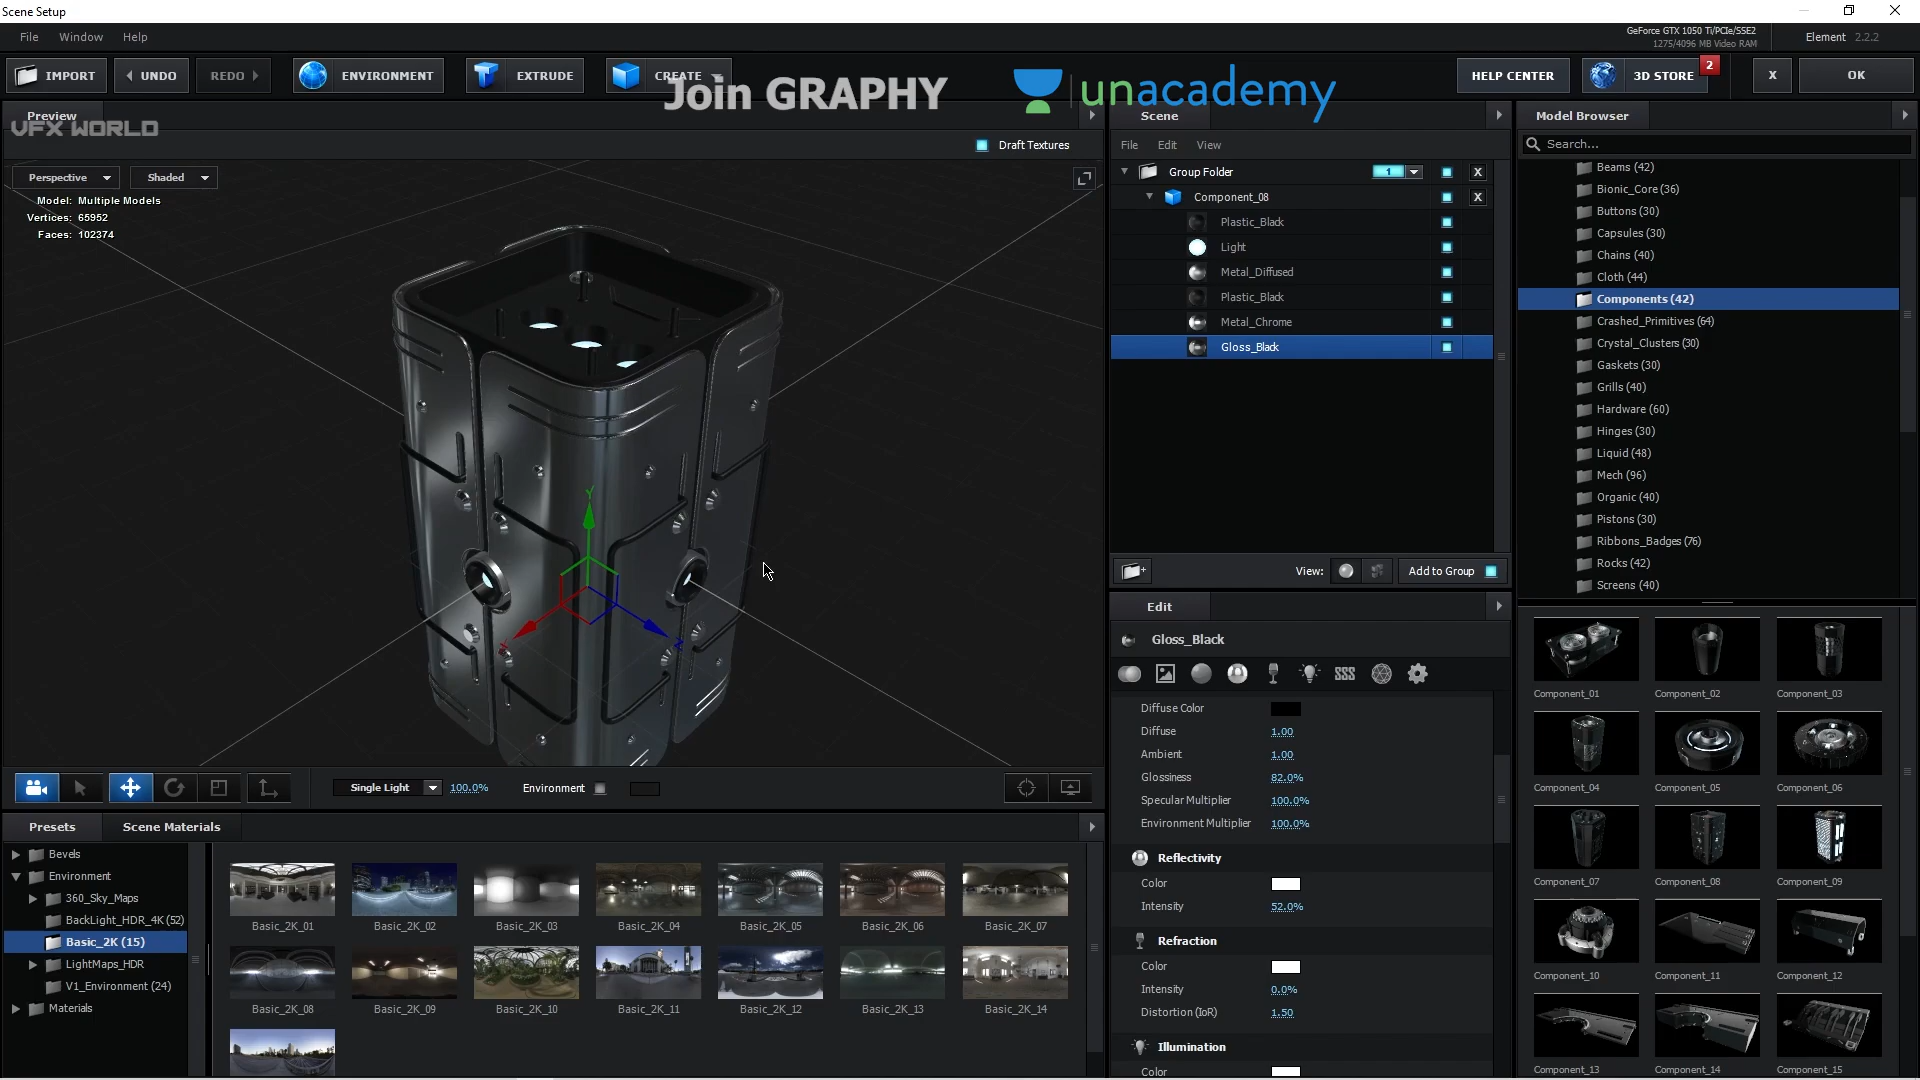 Scene Setup
File Window Help
GeForce GTX 1050 Ti/PCIe/SSE2
1275/4096 MB Video RAM
Element 2.2.2
IMPORT UNDO REDO ENVIRONMENT EXTRUDE CREATE HELP CENTER 3D STORE 2 X OK
Join GRAPHY unacademy
Preview
VFX WORLD
Draft Textures
Perspective Shaded
Model: Multiple Models
Vertices: 65952
Faces: 102374
Y
X
Z
Single Light 100.0% Environment
Scene
File Edit View
Group Folder 1 X
Component_08 X
Plastic_Black
Light
Metal_Diffused
Plastic_Black
Metal_Chrome
Gloss_Black
View: Add to Group
Edit
Gloss_Black
Diffuse Color
Diffuse 1.00
Ambient 1.00
Glossiness 82.0%
Specular Multiplier 100.0%
Environment Multiplier 100.0%
Reflectivity
Color
Intensity 52.0%
Refraction
Color
Intensity 0.0%
Distortion (IoR) 1.50
Illumination
Color
Model Browser
Search...
Beams (42)
Bionic_Core (36)
Buttons (30)
Capsules (30)
Chains (40)
Cloth (44)
Components (42)
Crashed_Primitives (64)
Crystal_Clusters (30)
Gaskets (30)
Grills (40)
Hardware (60)
Hinges (30)
Liquid (48)
Mech (96)
Organic (40)
Pistons (30)
Ribbons_Badges (76)
Rocks (42)
Screens (40)
Component_01 Component_02 Component_03
Component_04 Component_05 Component_06
Component_07 Component_08 Component_09
Component_10 Component_11 Component_12
Component_13 Component_14 Component_15
Presets Scene Materials
Bevels
Environment
360_Sky_Maps
BackLight_HDR_4K (52)
Basic_2K (15)
LightMaps_HDR
V1_Environment (24)
Materials
Basic_2K_01 Basic_2K_02 Basic_2K_03 Basic_2K_04 Basic_2K_05 Basic_2K_06 Basic_2K_07
Basic_2K_08 Basic_2K_09 Basic_2K_10 Basic_2K_11 Basic_2K_12 Basic_2K_13 Basic_2K_14